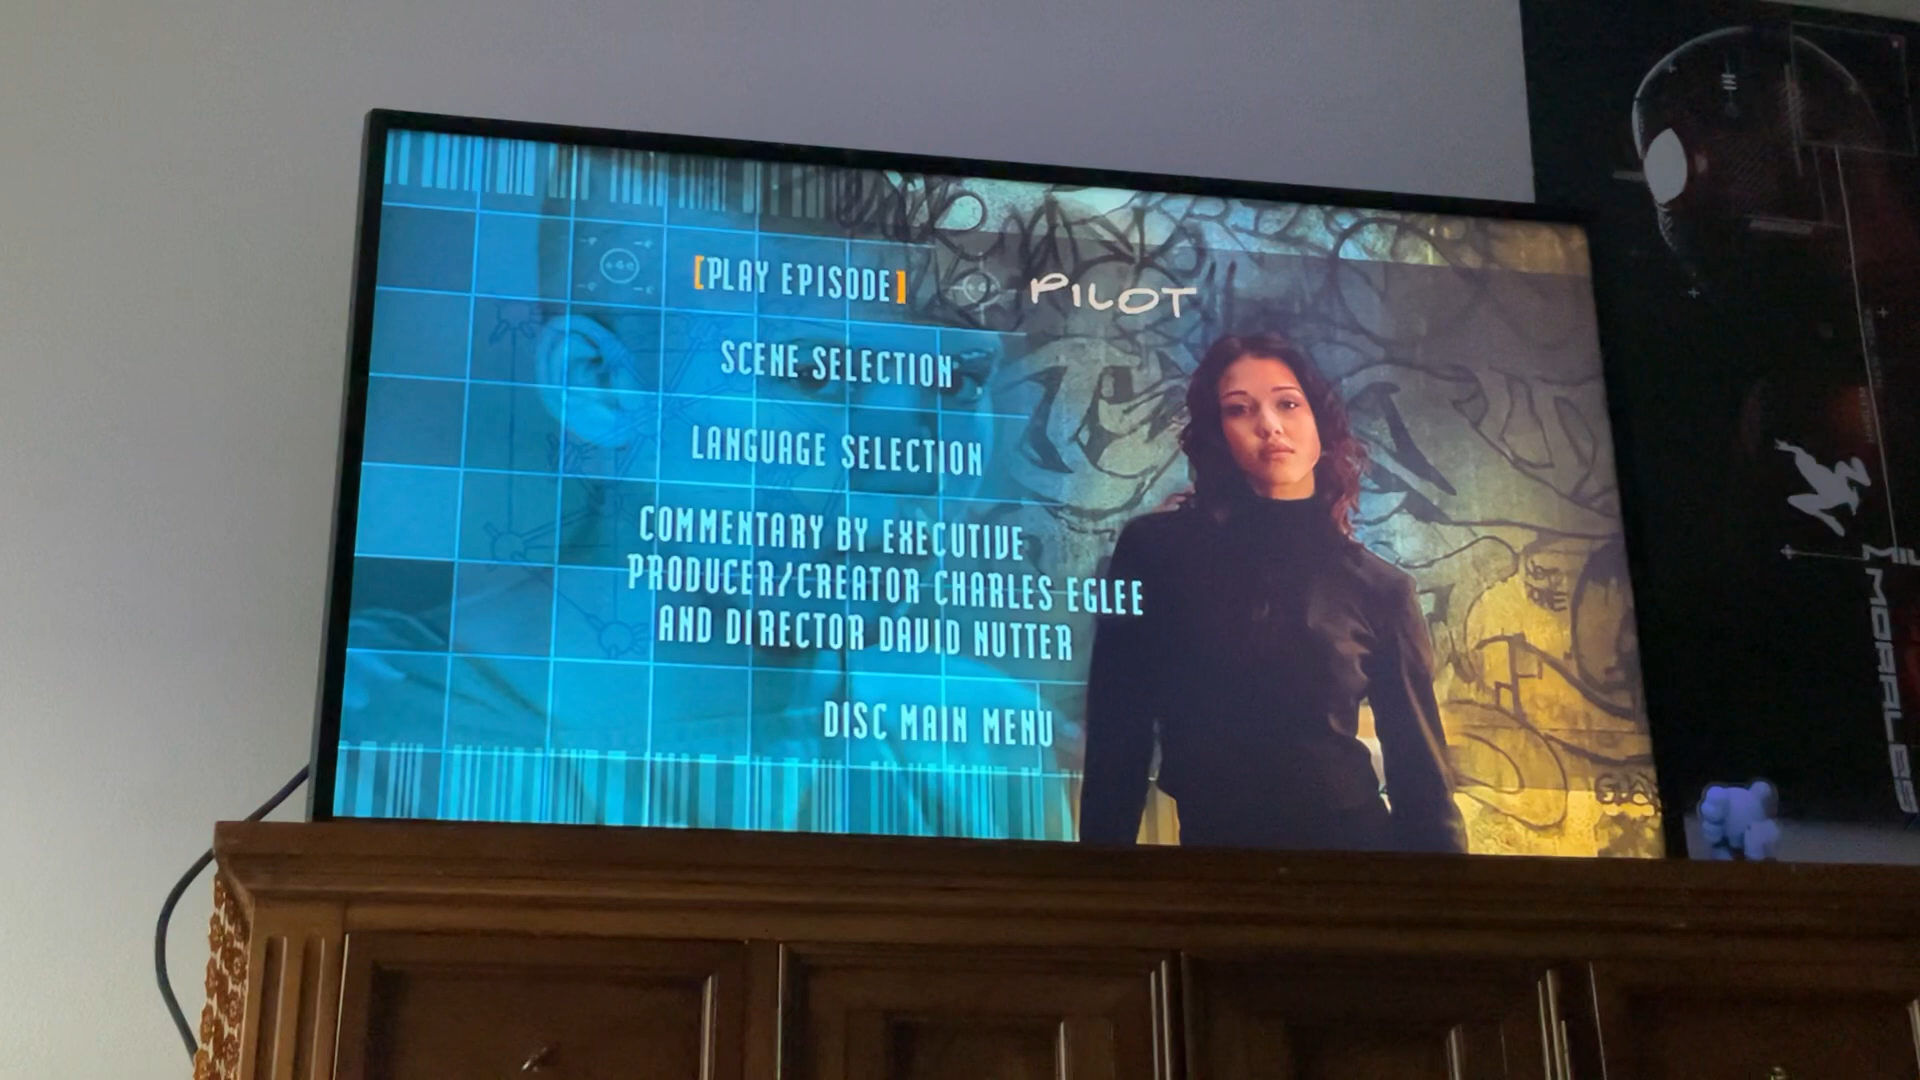 [PLAY EPISODE]
PILOT
SCENE SELECTION
LANGUAGE SELECTION
COMMENTARY BY EXECUTIVE
PRODUCER/CREATOR CHARLES EGLEE
AND DIRECTOR DAVID NUTTER
DISC MAIN MENU
MORALES